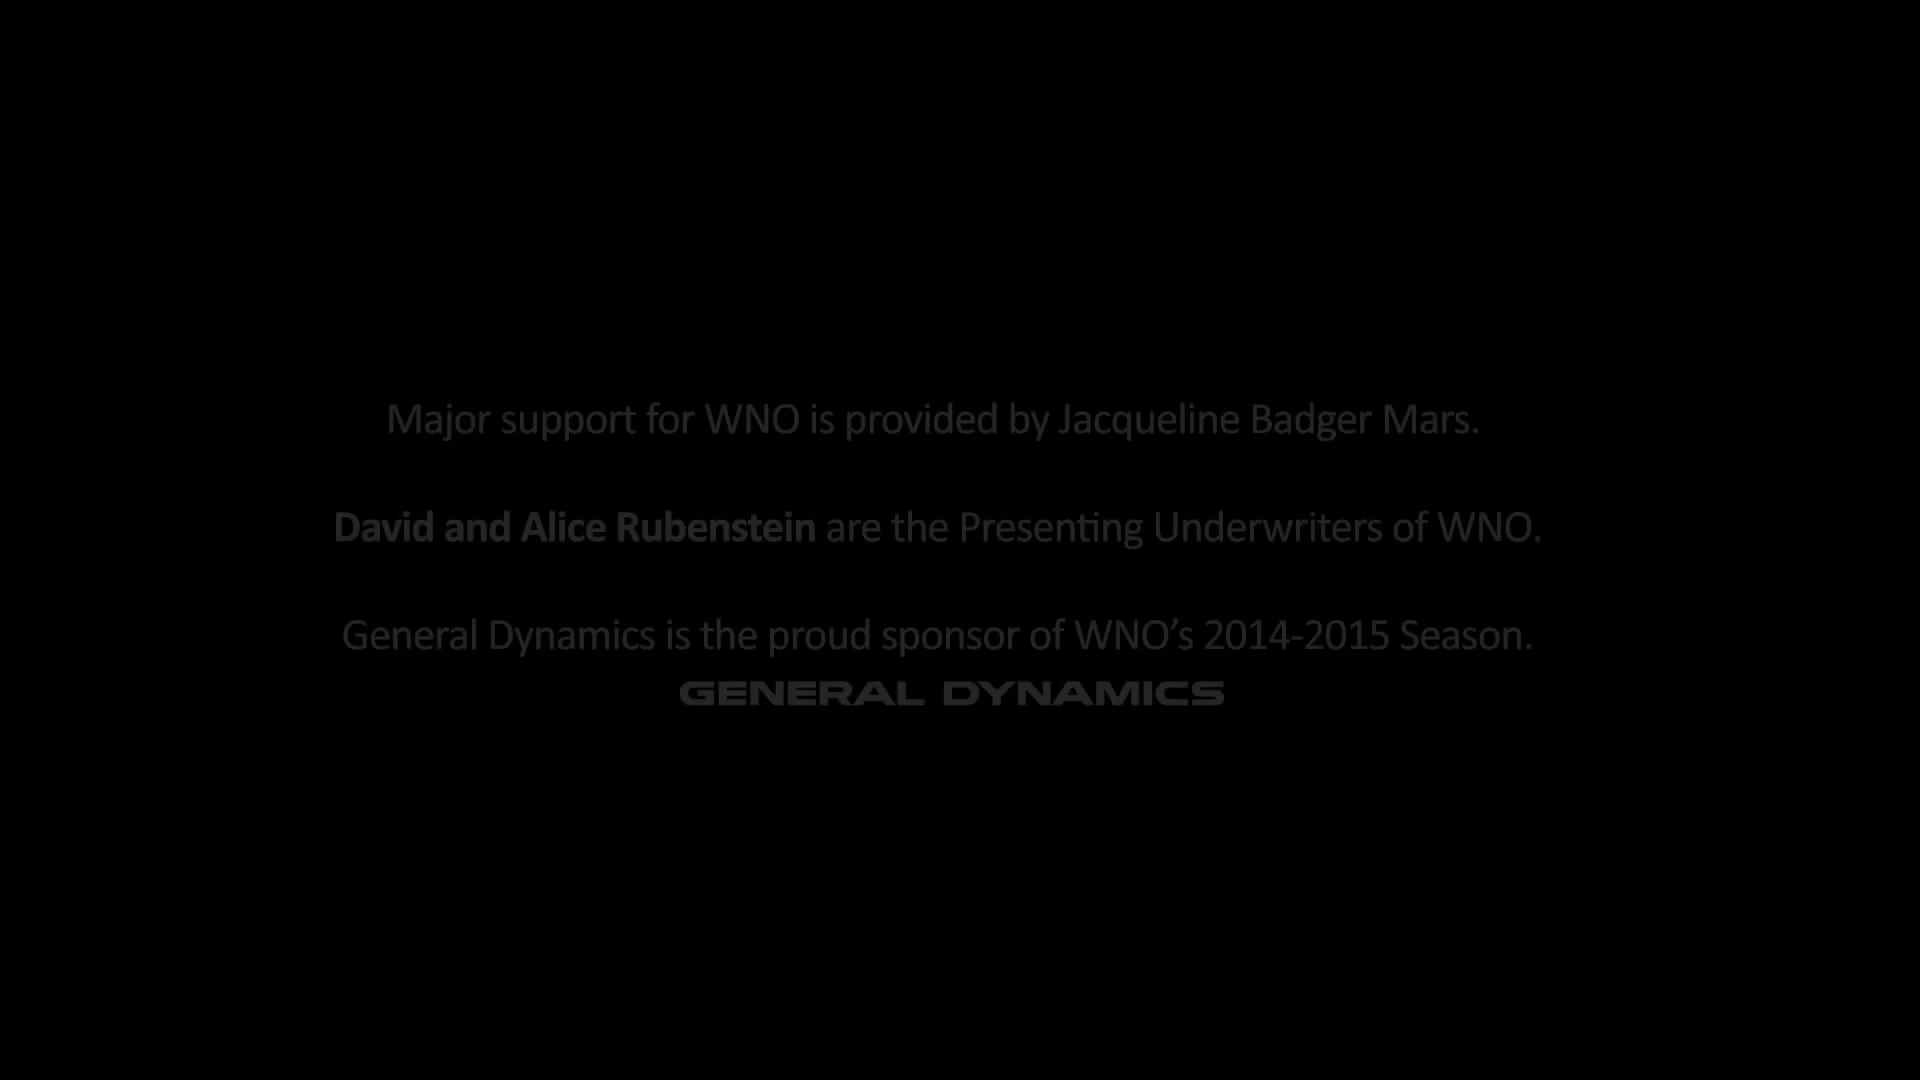 Major support for WNO is provided by Jacqueline Badger Mars.
David and Alice Rubenstein are the Presenting Underwriters of WNO.
General Dynamics is the proud sponsor of WNO’s 2014-2015 Season.
GENERAL DYNAMICS